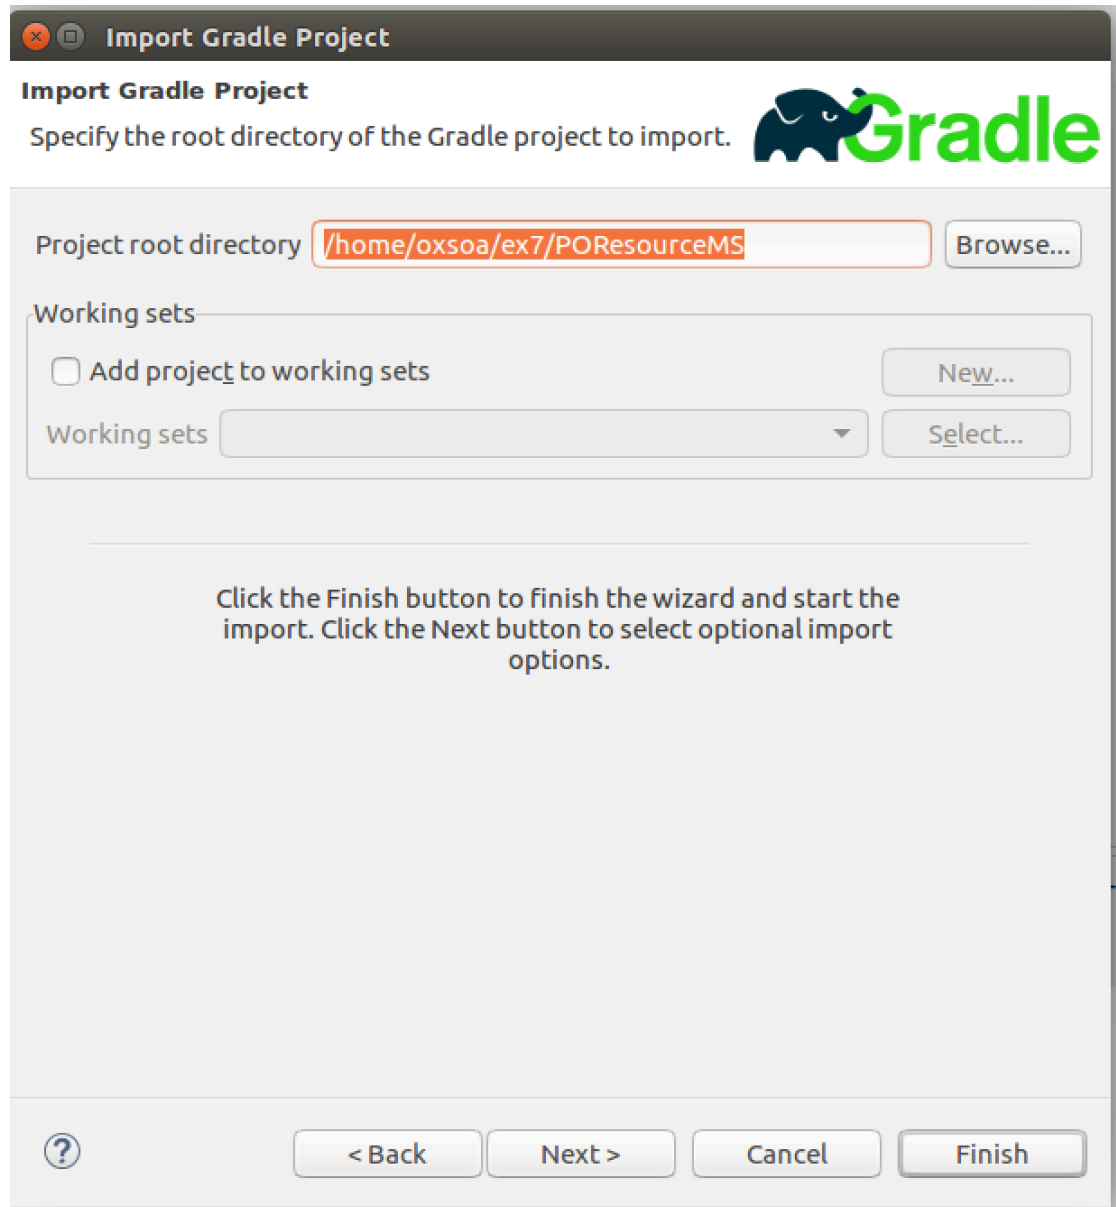 Import Gradle Project
Import Gradle Project
Specify the root directory of the Gradle project to import.
Gradle
Project root directory /home/oxsoa/ex7/POResourceMS Browse...
Working sets
Add project to working sets New...
Working sets Select...
Click the Finish button to finish the wizard and start the
import. Click the Next button to select optional import
options.
? < Back Next > Cancel Finish